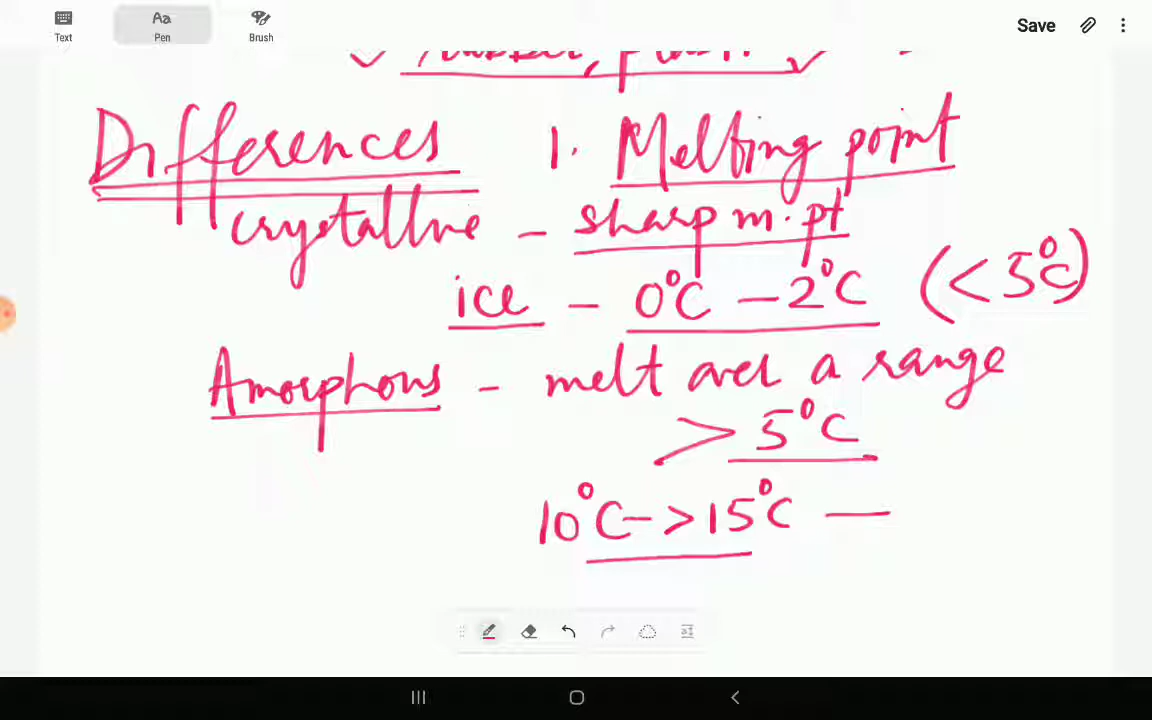 Text
Aa
Pen
Brush
Save
Differences 1. Melting point
crystalline - sharp m.pt
ice - 0°C - 2°C (< 5°C)
Amorphous - melt over a range
> 5°C
10°C - >15°C —